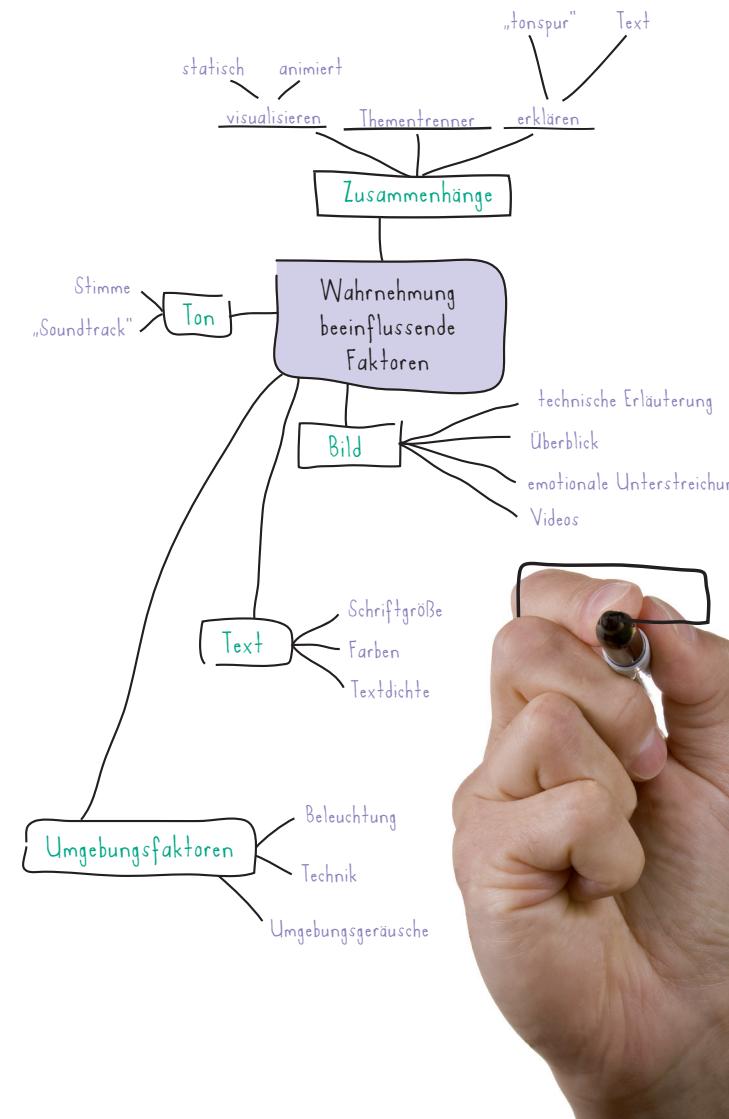 „tonspur"
Text
statisch
animiert
visualisieren
Thementrenner
erklären
Zusammenhänge
Stimme
Ton
„Soundtrack"
Wahrnehmung
beeinflussende
Faktoren
technische Erläuterung
Bild
Überblick
emotionale Unterstreichun
Videos
Schriftgröße
Text
Farben
Textdichte
Beleuchtung
Umgebungsfaktoren
Technik
Umgebungsgeräusche